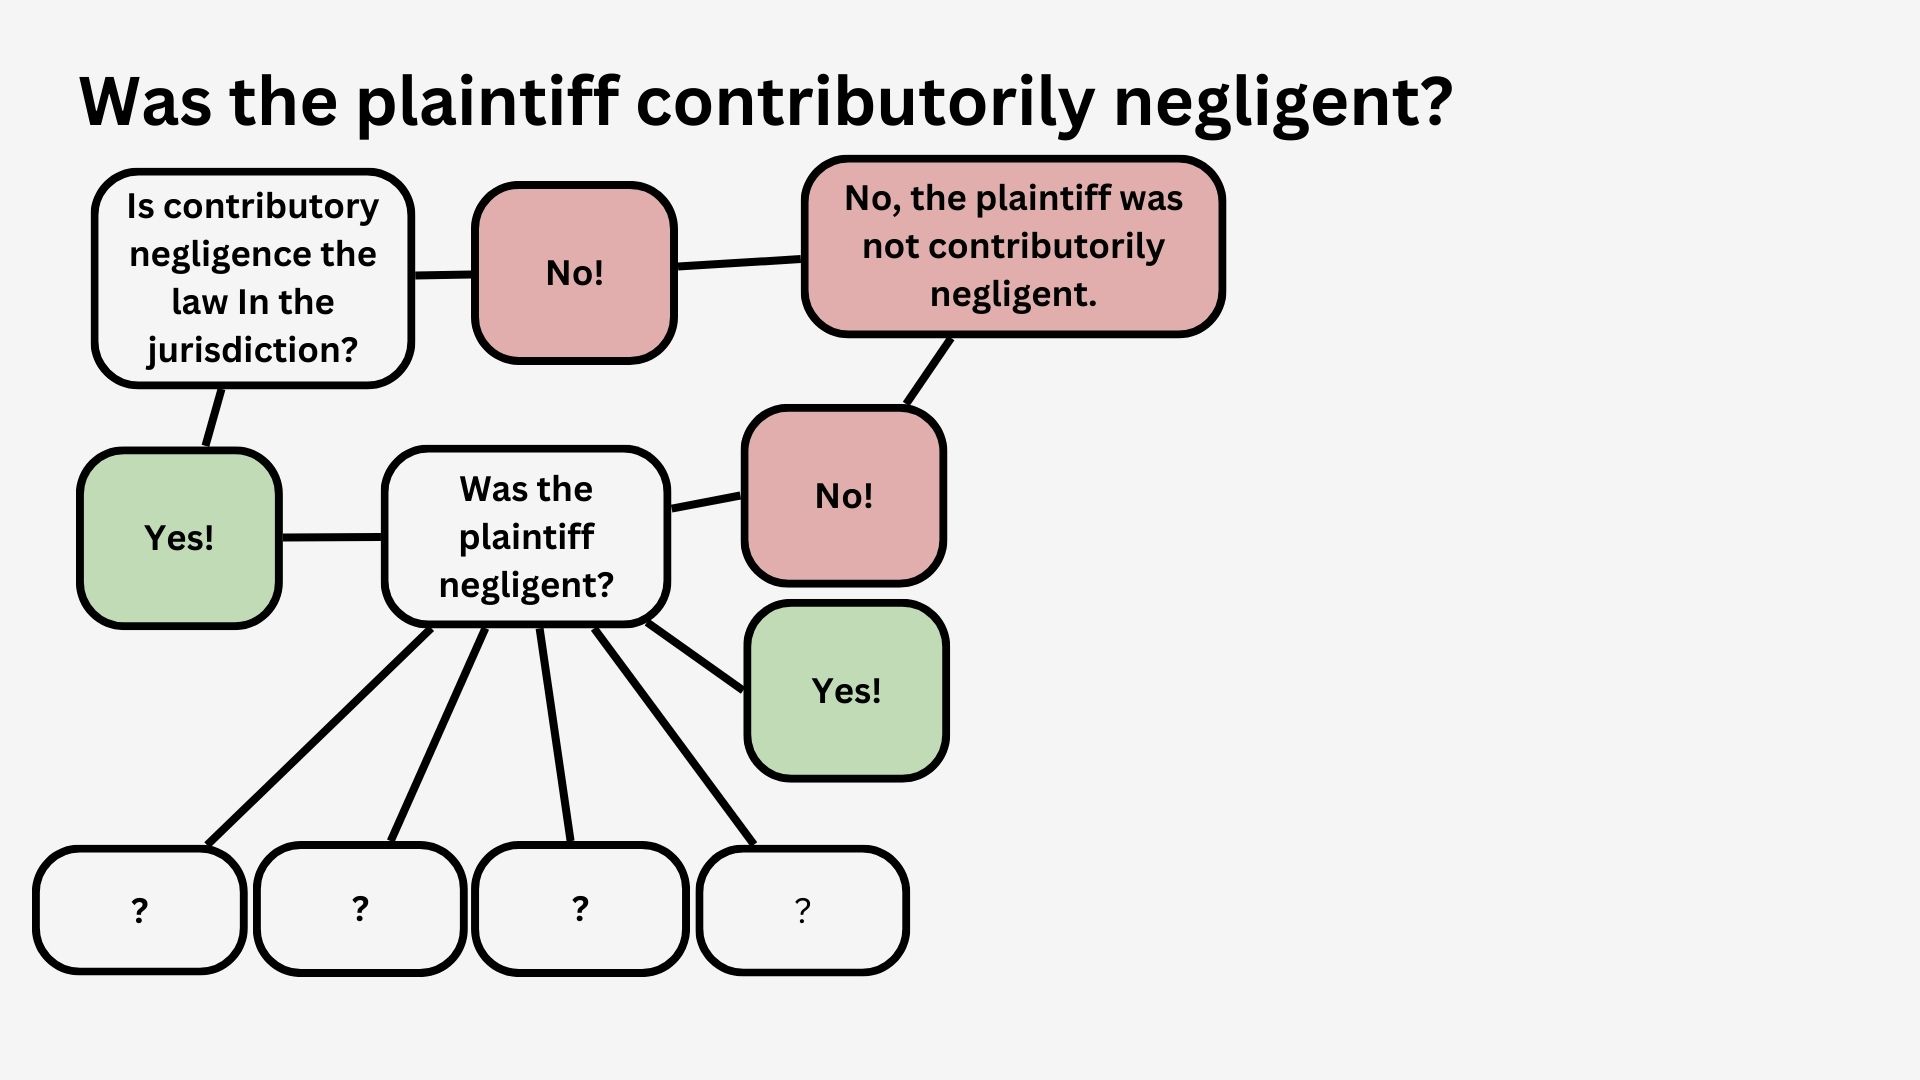 Was the plaintiff contributorily negligent?
Is contributory
negligence the
law In the
jurisdiction?
No!
No, the plaintiff was
not contributorily
negligent.
Yes!
Was the
plaintiff
negligent?
No!
Yes!
?
?
?
?